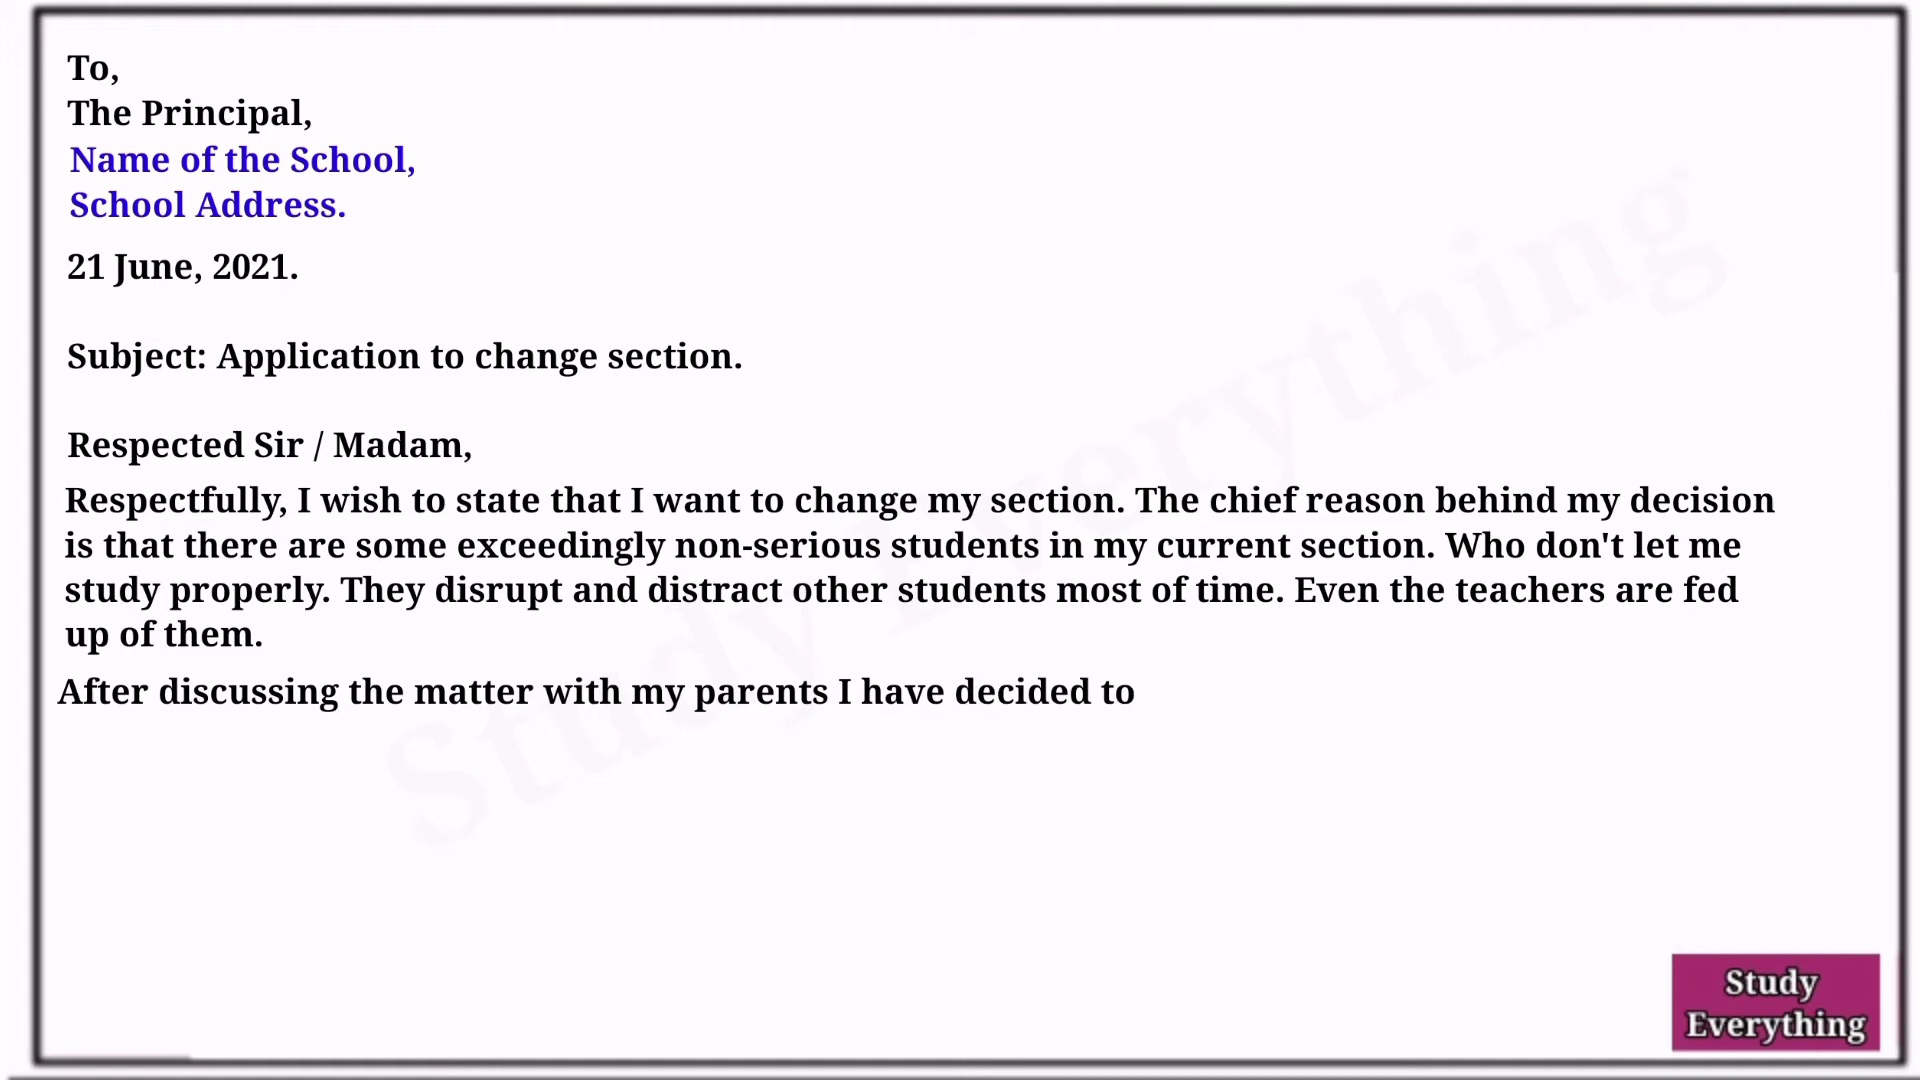 To,
The Principal,
Name of the School,
School Address.
21 June, 2021.
Subject: Application to change section.
Respected Sir / Madam,
Respectfully, I wish to state that I want to change my section. The chief reason behind my decision
is that there are some exceedingly non-serious students in my current section. Who don't let me
study properly. They disrupt and distract other students most of time. Even the teachers are fed
up of them.
After discussing the matter with my parents I have decided to
Study Everything
Study
Everything